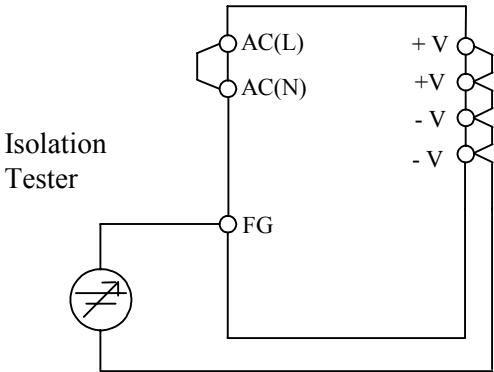 AC(L)
+ V
AC(N)
+V
- V
- V
Isolation
Tester
FG